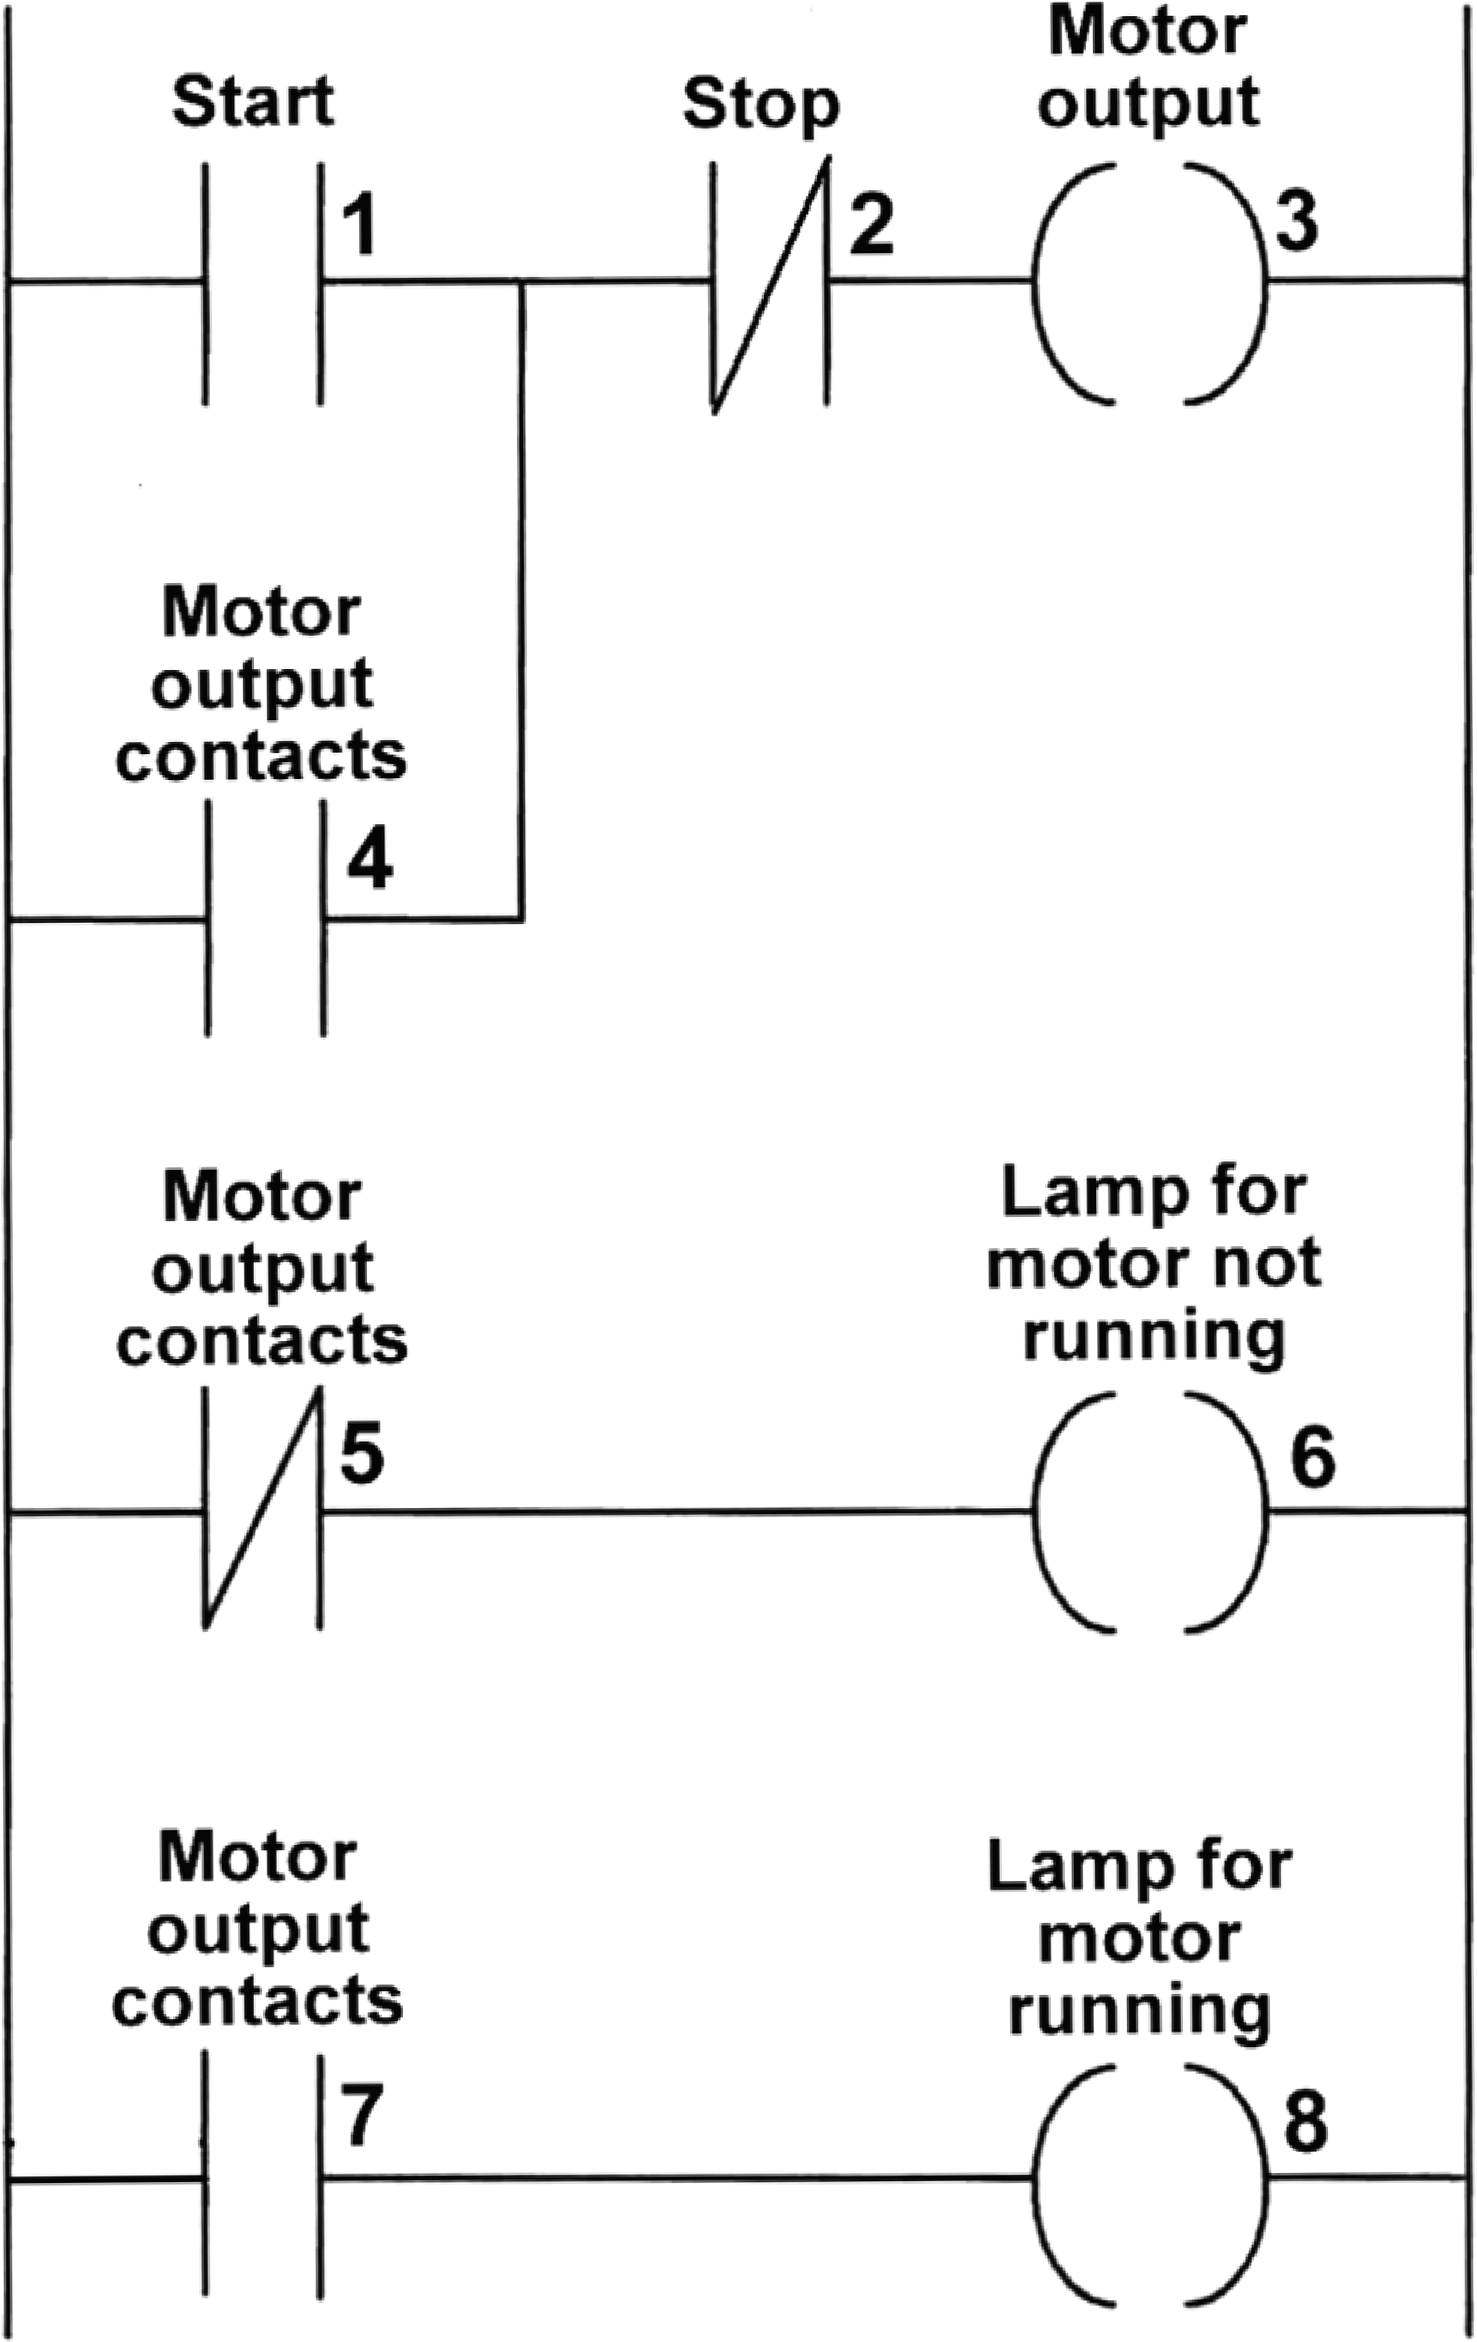 Start
1
Stop
2
Motor
output
3
Motor
output
contacts
4
Motor
output
contacts
5
Lamp for
motor not
running
6
Motor
output
contacts
7
Lamp for
motor
running
8